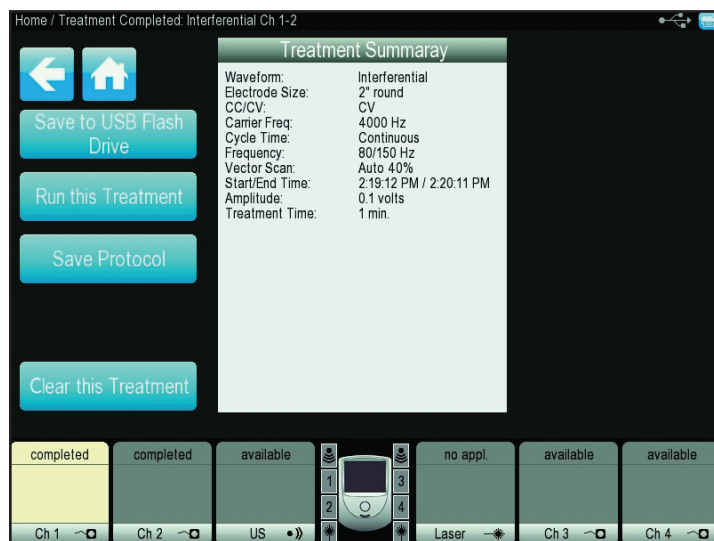 Home / Treatment Completed: Interferential Ch 1-2
Treatment Summaray
Waveform: Interferential
Electrode Size: 2" round
CC/CV: CV
Carrier Freq: 4000 Hz
Cycle Time: Continuous
Frequency: 80/150 Hz
Vector Scan: Auto 40%
Start/End Time: 2:19:12 PM / 2:20:11 PM
Amplitude: 0.1 volts
Treatment Time: 1 min.
Save to USB Flash
Drive
Run this Treatment
Save Protocol
Clear this Treatment
completed completed available no appl. available available
1 3
2 4
Ch 1 Ch 2 US Laser Ch 3 Ch 4